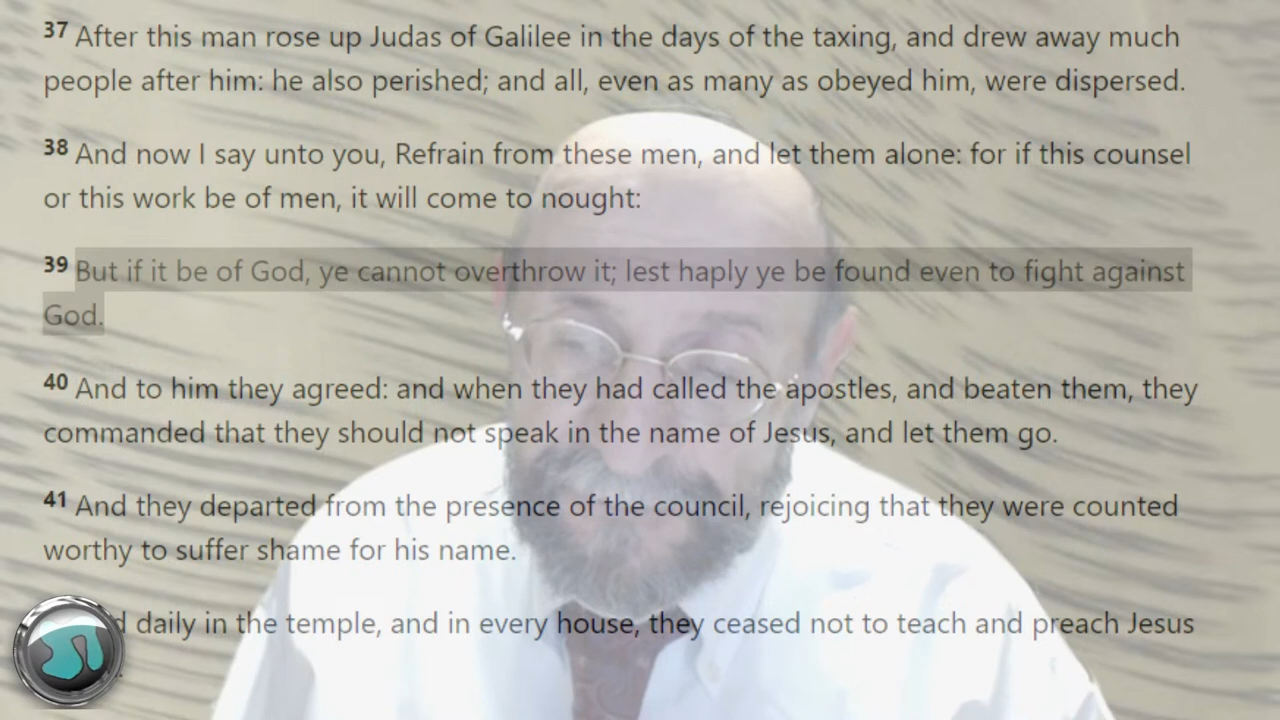 37 After this man rose up Judas of Galilee in the days of the taxing, and drew away much
people after him: he also perished; and all, even as many as obeyed him, were dispersed.
38 And now I say unto you, Refrain from these men, and let them alone: for if this counsel
or this work be of men, it will come to nought:
39 But if it be of God, ye cannot overthrow it; lest haply ye be found even to fight against
God.
40 And to him they agreed: and when they had called the apostles, and beaten them, they
commanded that they should not speak in the name of Jesus, and let them go.
41 And they departed from the presence of the council, rejoicing that they were counted
worthy to suffer shame for his name.
daily in the temple, and in every house, they ceased not to teach and preach Jesus